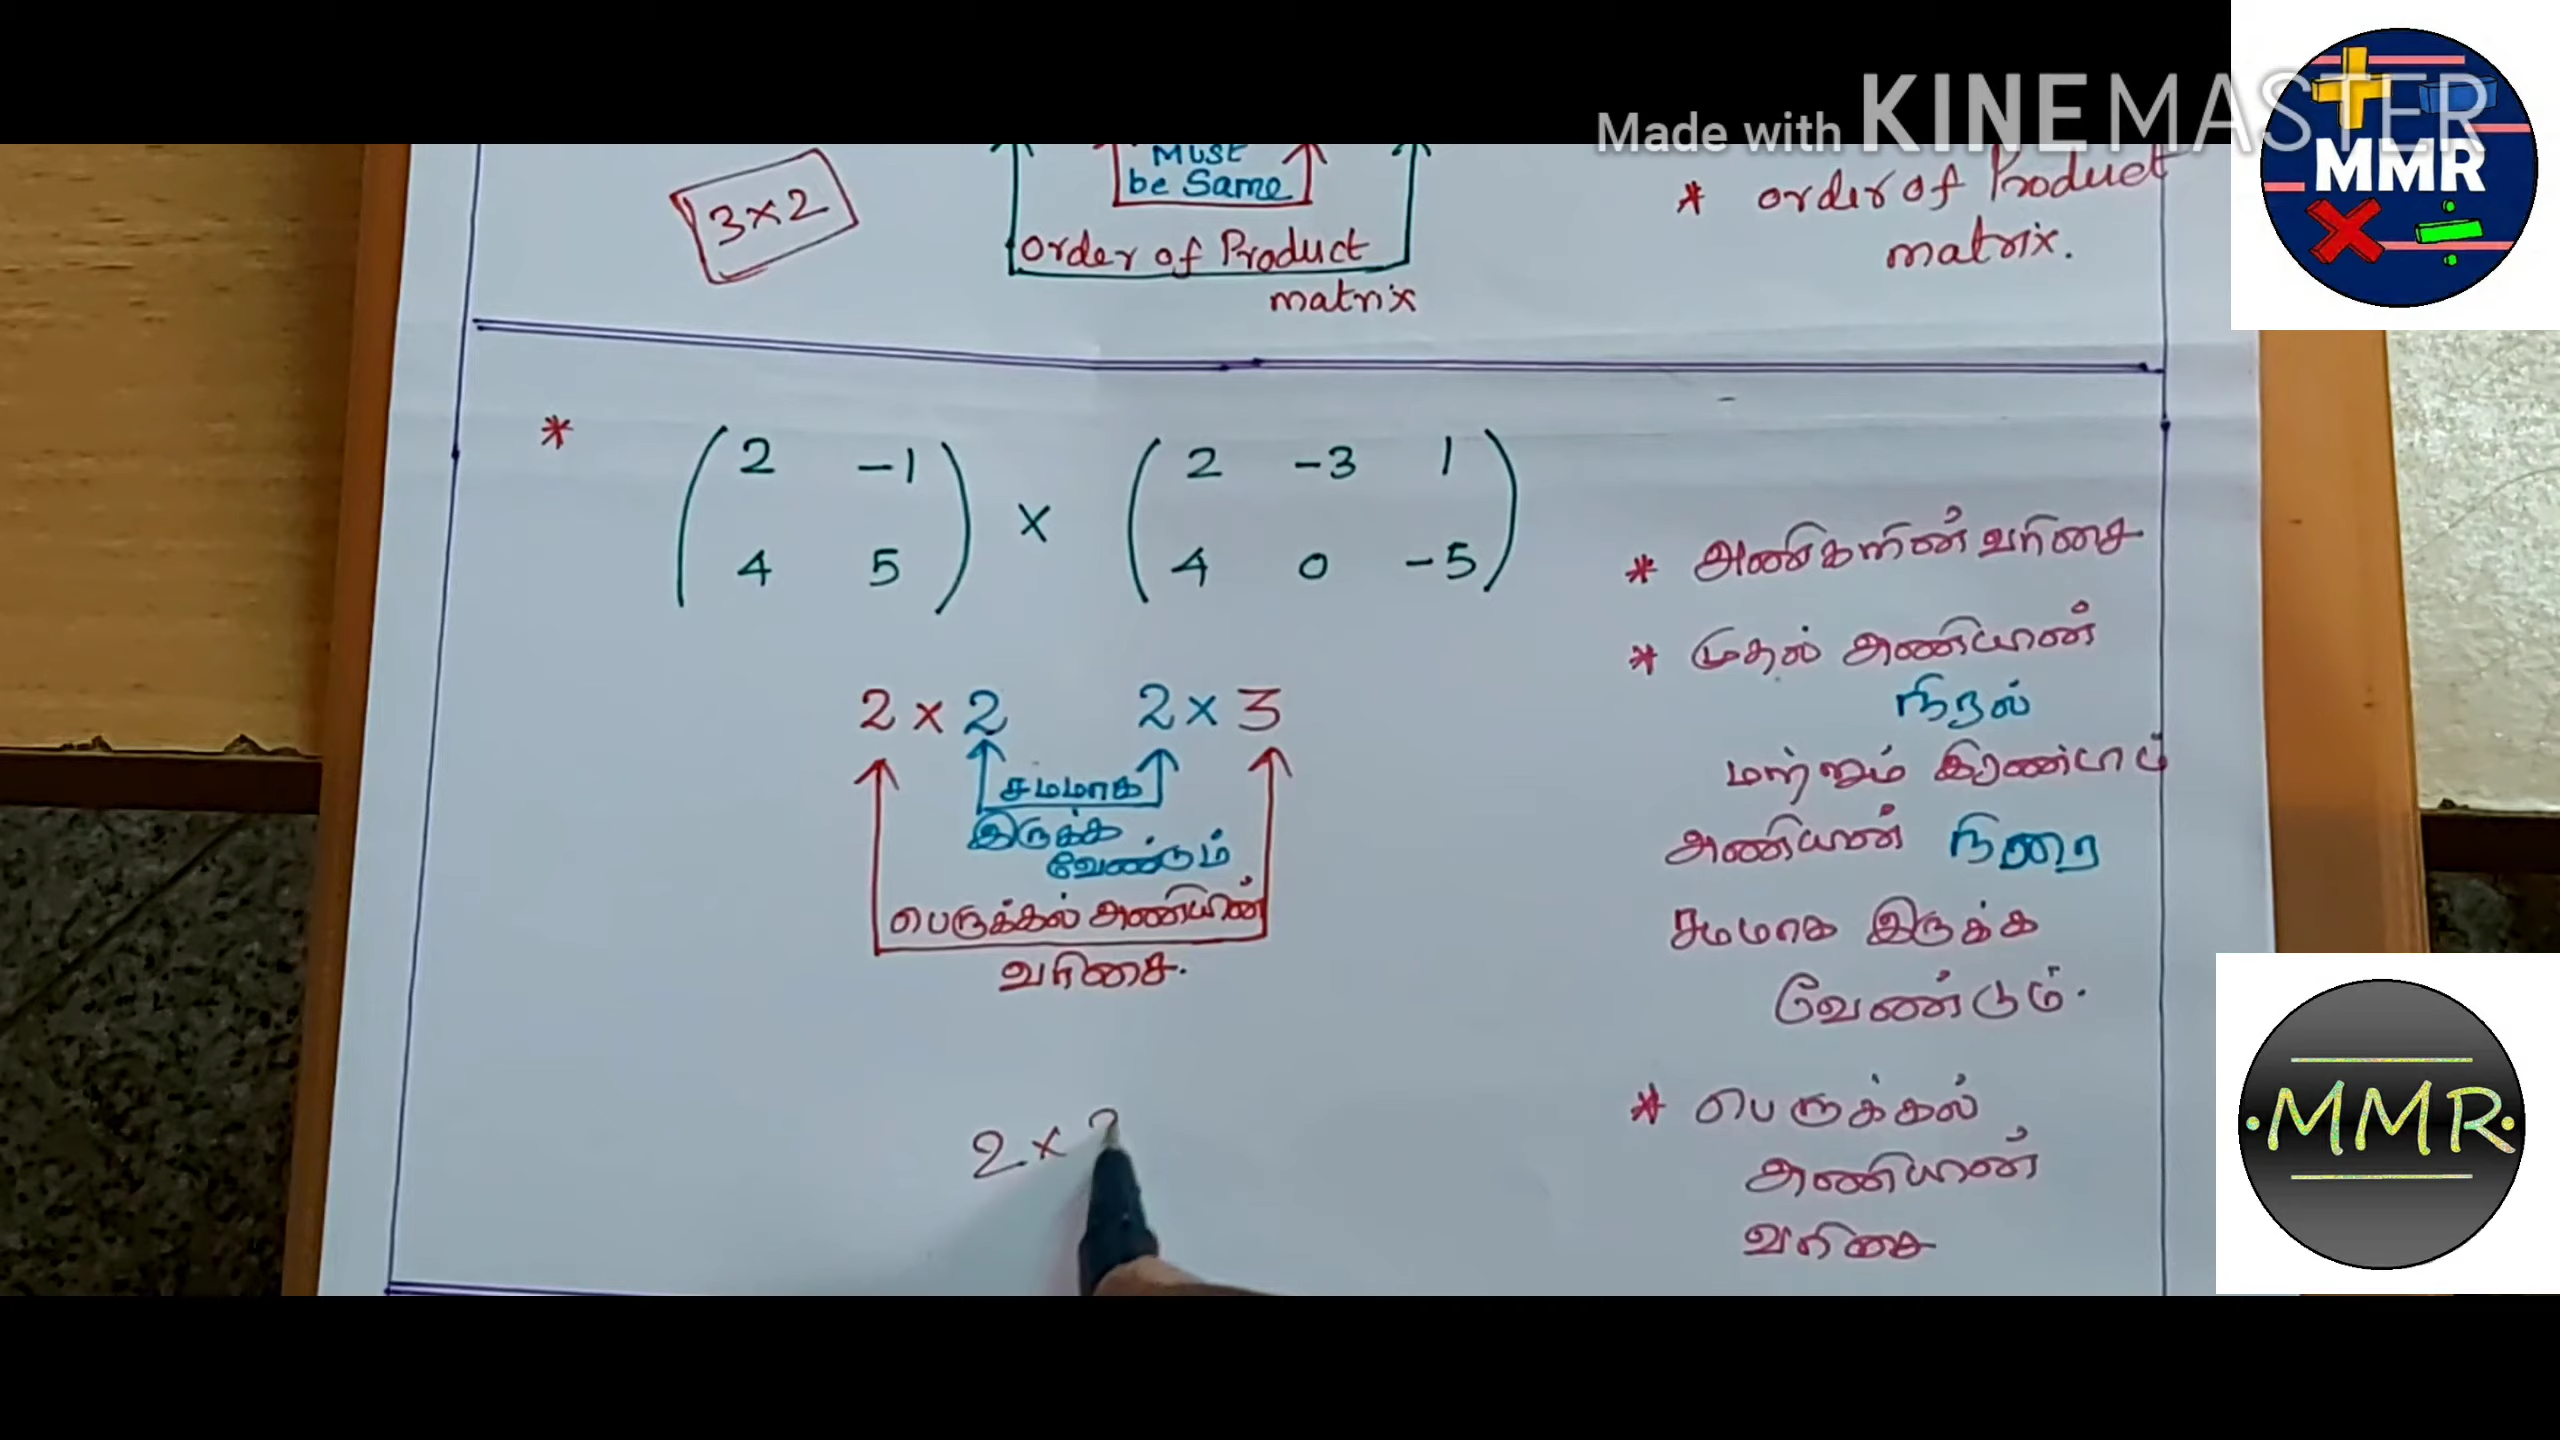 Made with KINEMASTER
MMR
Must
be Same
3×2
order of Product
matrix
* order of Product
matrix.
* ( 2 -1 ) × ( 2 -3 1 )
( 4 5 ) ( 4 0 -5 )
2 × 2 2 × 3
சமமாக
இருக்க
வேண்டும்
பெருக்கல் அணியின்
வரிசை.
2 ×
* அணிகளின் வரிசை
* முதல் அணியின்
நிரல்
மற்றும் இரண்டாம்
அணியின் நிரை
சமமாக இருக்க
வேண்டும்.
* பெருக்கல்
அணியின்
வரிசை
MMR